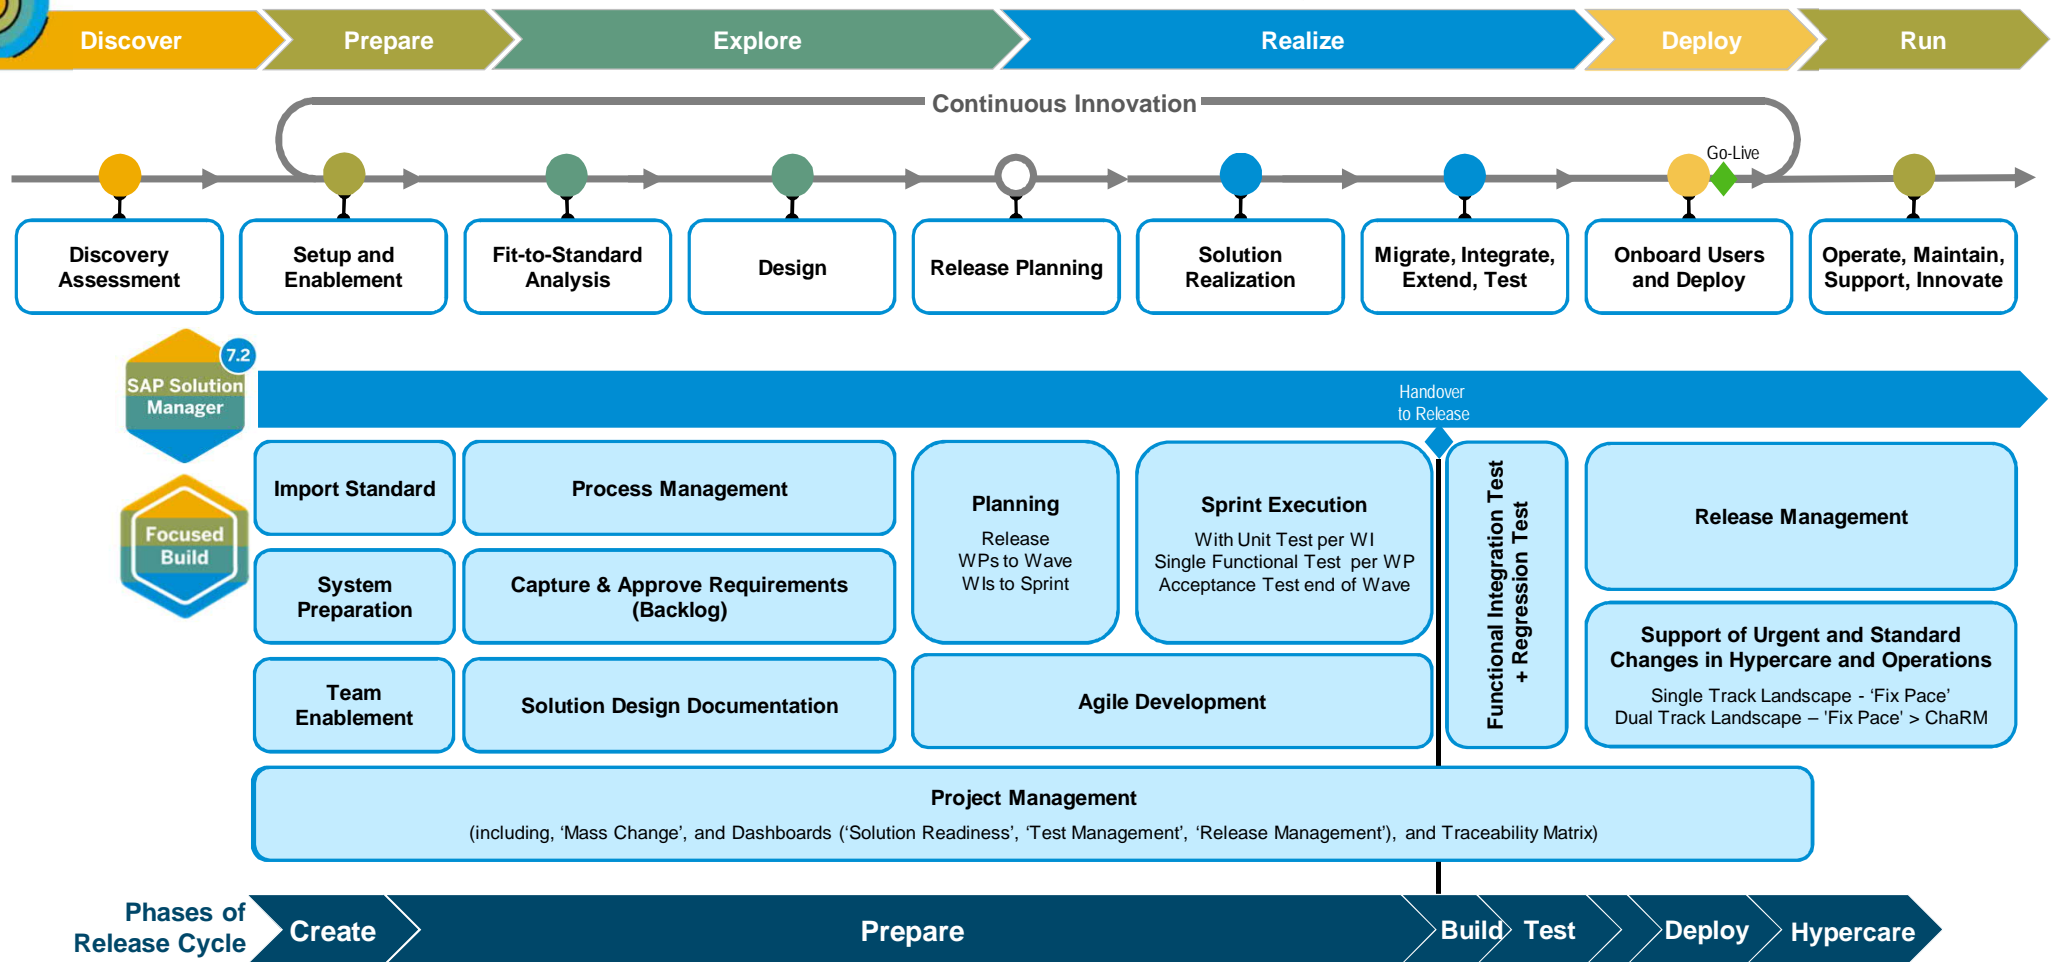 Discover
Prepare
Explore
Realize
Deploy
Run
Continuous Innovation
Go-Live
Discovery
Assessment
Setup and
Enablement
Fit-to-Standard
Analysis
Design
Release Planning
Solution
Realization
Migrate, Integrate,
Extend, Test
Onboard Users
and Deploy
Operate, Maintain,
Support, Innovate
7.2
SAP Solution
Manager
Handover
to Release
Focused
Build
Import Standard
Process Management
System
Preparation
Capture & Approve Requirements
(Backlog)
Team
Enablement
Solution Design Documentation
Planning
Release
WPs to Wave
WIs to Sprint
Sprint Execution
With Unit Test per WI
Single Functional Test per WP
Acceptance Test end of Wave
Agile Development
Functional Integration Test
+ Regression Test
Release Management
Support of Urgent and Standard
Changes in Hypercare and Operations
Single Track Landscape - ‘Fix Pace’
Dual Track Landscape – 'Fix Pace' > ChaRM
Project Management
(including, ‘Mass Change’, and Dashboards (‘Solution Readiness’, ‘Test Management’, ‘Release Management’), and Traceability Matrix)
Phases of
Release Cycle
Create
Prepare
Build
Test
Deploy
Hypercare